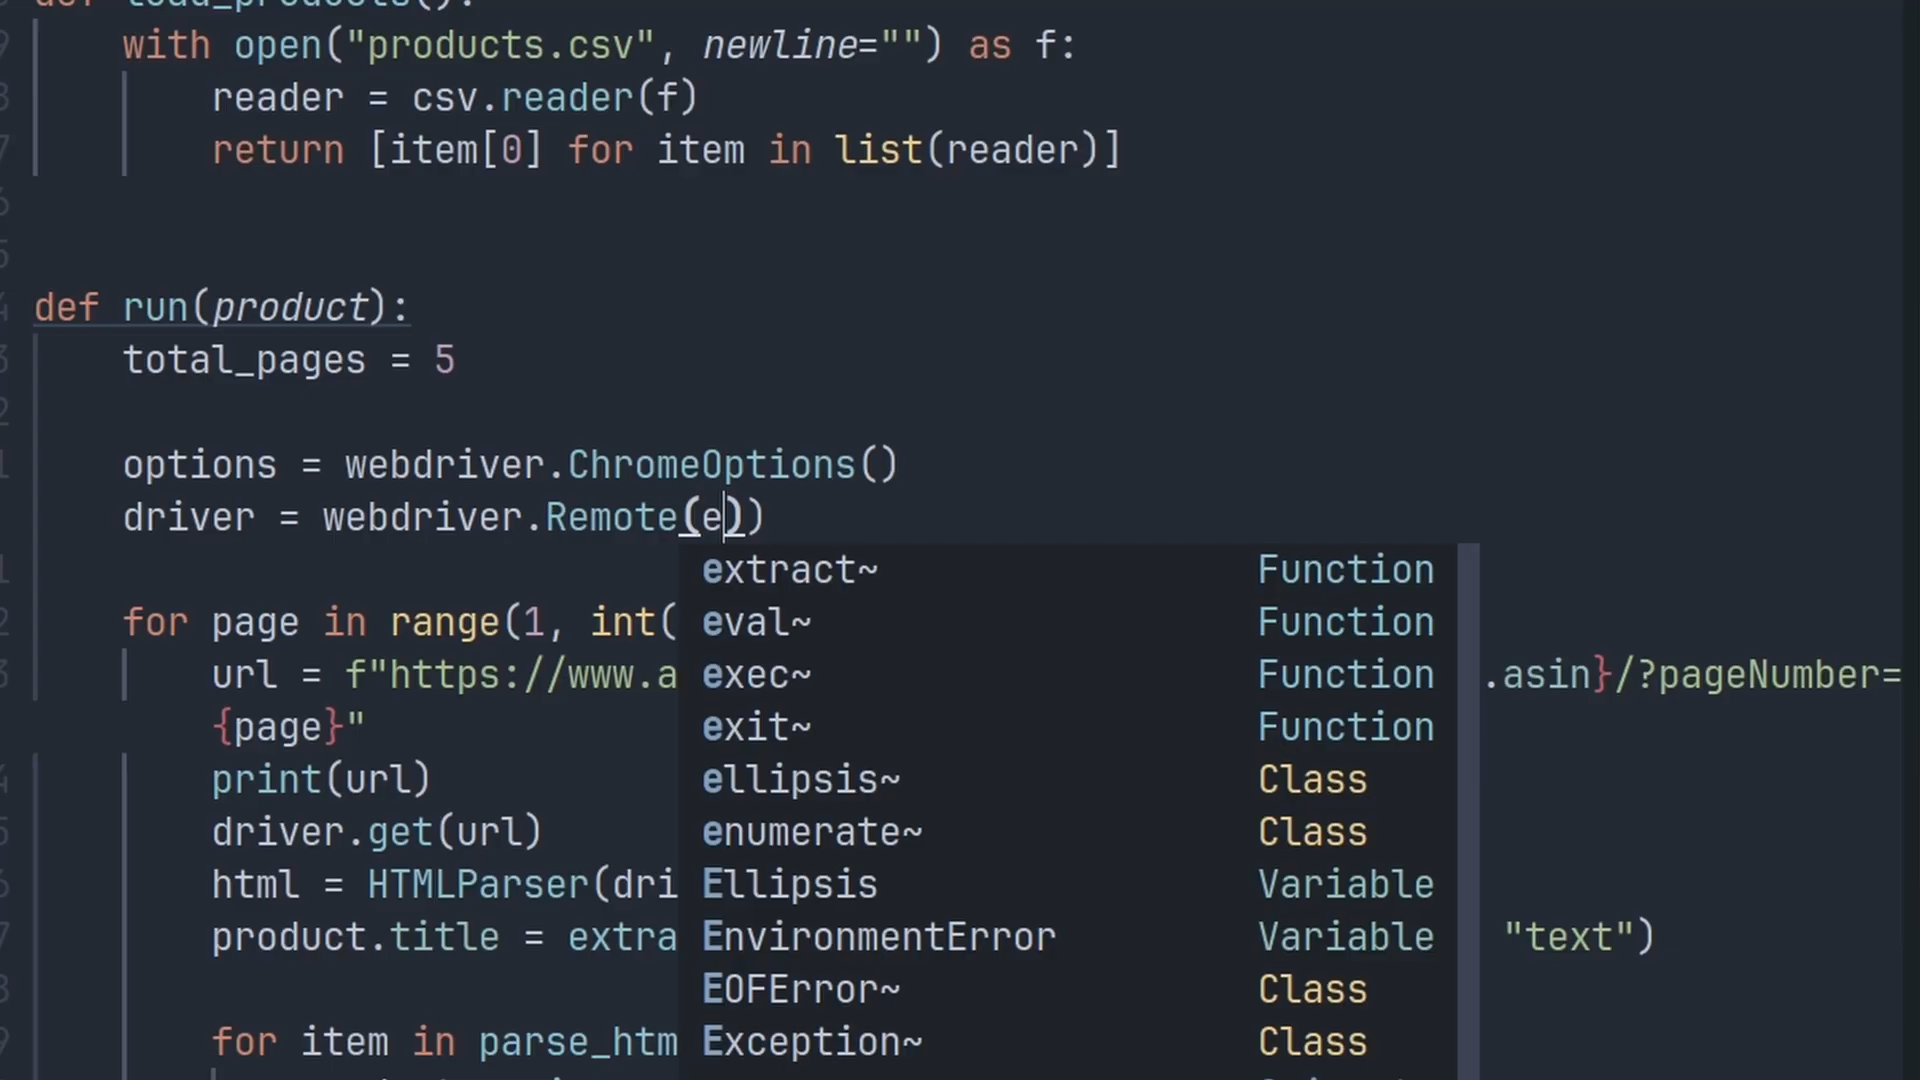 def load_products():
with open("products.csv", newline="") as f:
reader = csv.reader(f)
return [item[0] for item in list(reader)]
def run(product):
total_pages = 5
options = webdriver.ChromeOptions()
driver = webdriver.Remote(e))
extract~ Function
for page in range(1, int( eval~ Function
url = f"https://www.a exec~ Function .asin}/?pageNumber=
{page}" exit~ Function
print(url) ellipsis~ Class
driver.get(url) enumerate~ Class
html = HTMLParser(dri Ellipsis Variable
product.title = extra EnvironmentError Variable "text")
EOFError~ Class
for item in parse_htm Exception~ Class